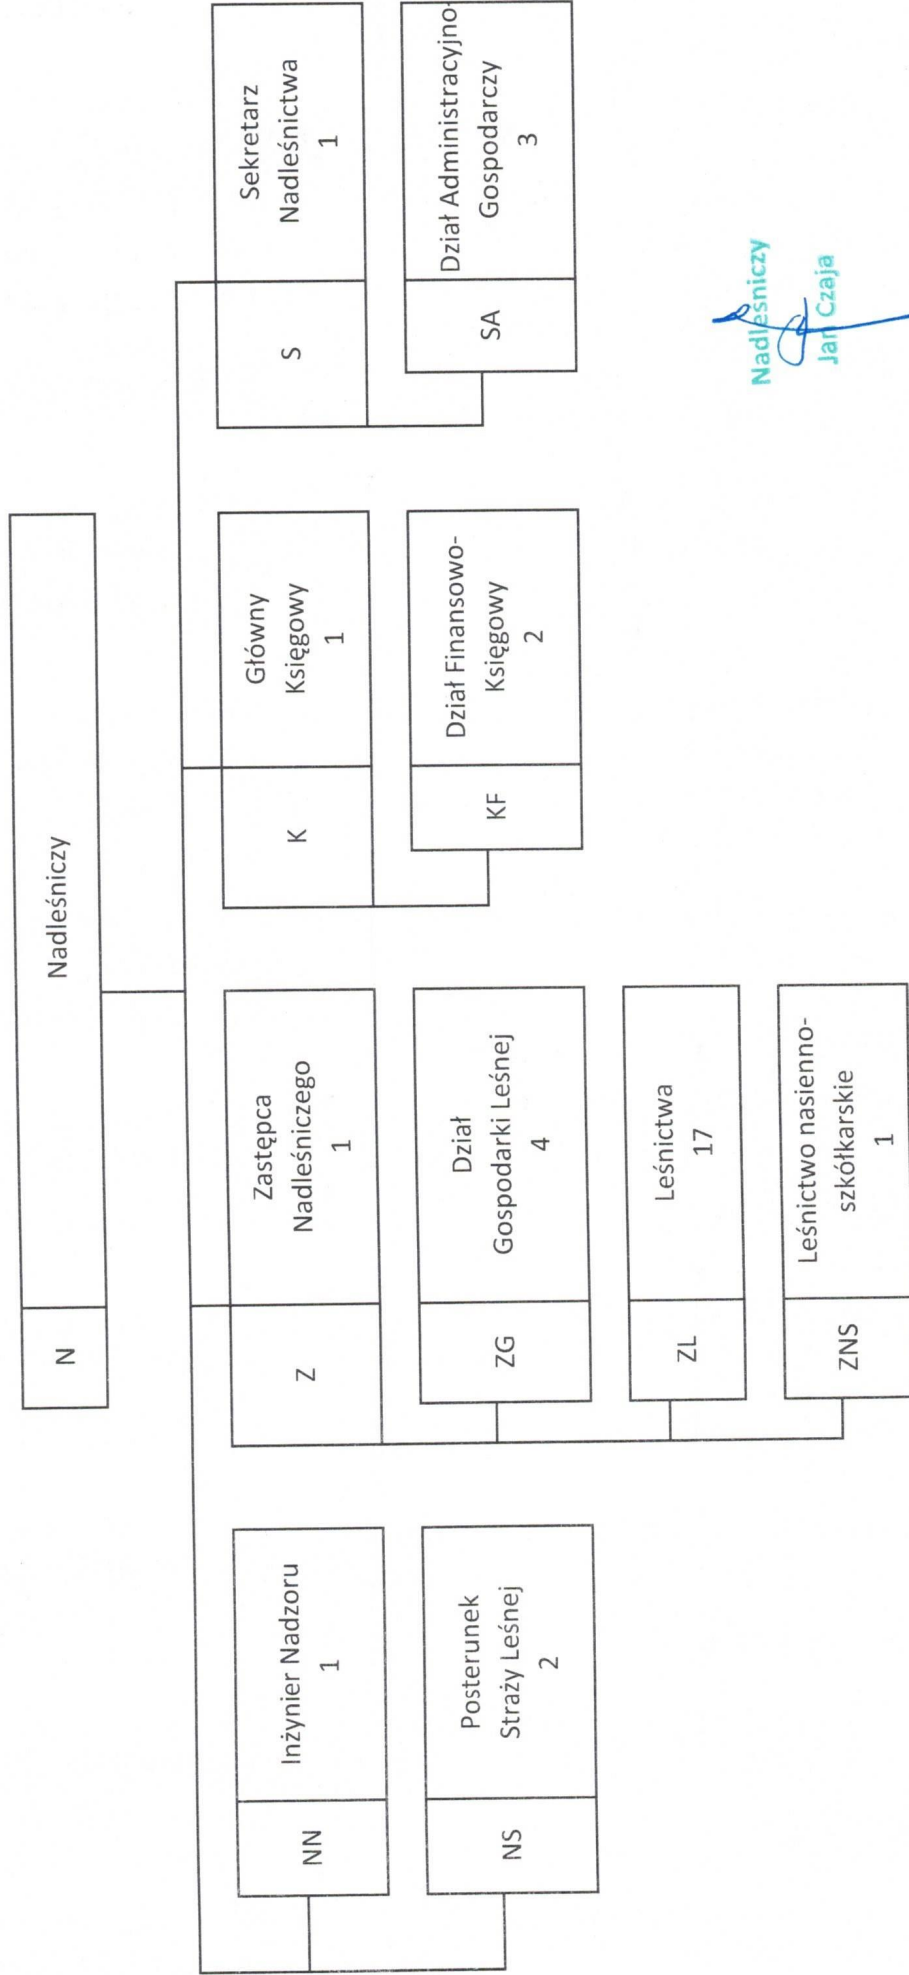 N
Nadleśniczy
NN
Inżynier Nadzoru
1
NS
Posterunek
Straży Leśnej
2
Z
Zastępca
Nadleśniczego
1
ZG
Dział
Gospodarki Leśnej
4
ZL
Leśnictwa
17
ZNS
Leśnictwo nasienno-
szkółkarskie
1
K
Główny
Księgowy
1
KF
Dział Finansowo-
Księgowy
2
S
Sekretarz
Nadleśnictwa
1
SA
Dział Administracyjno-
Gospodarczy
3
Nadleśniczy
Jan Czaja